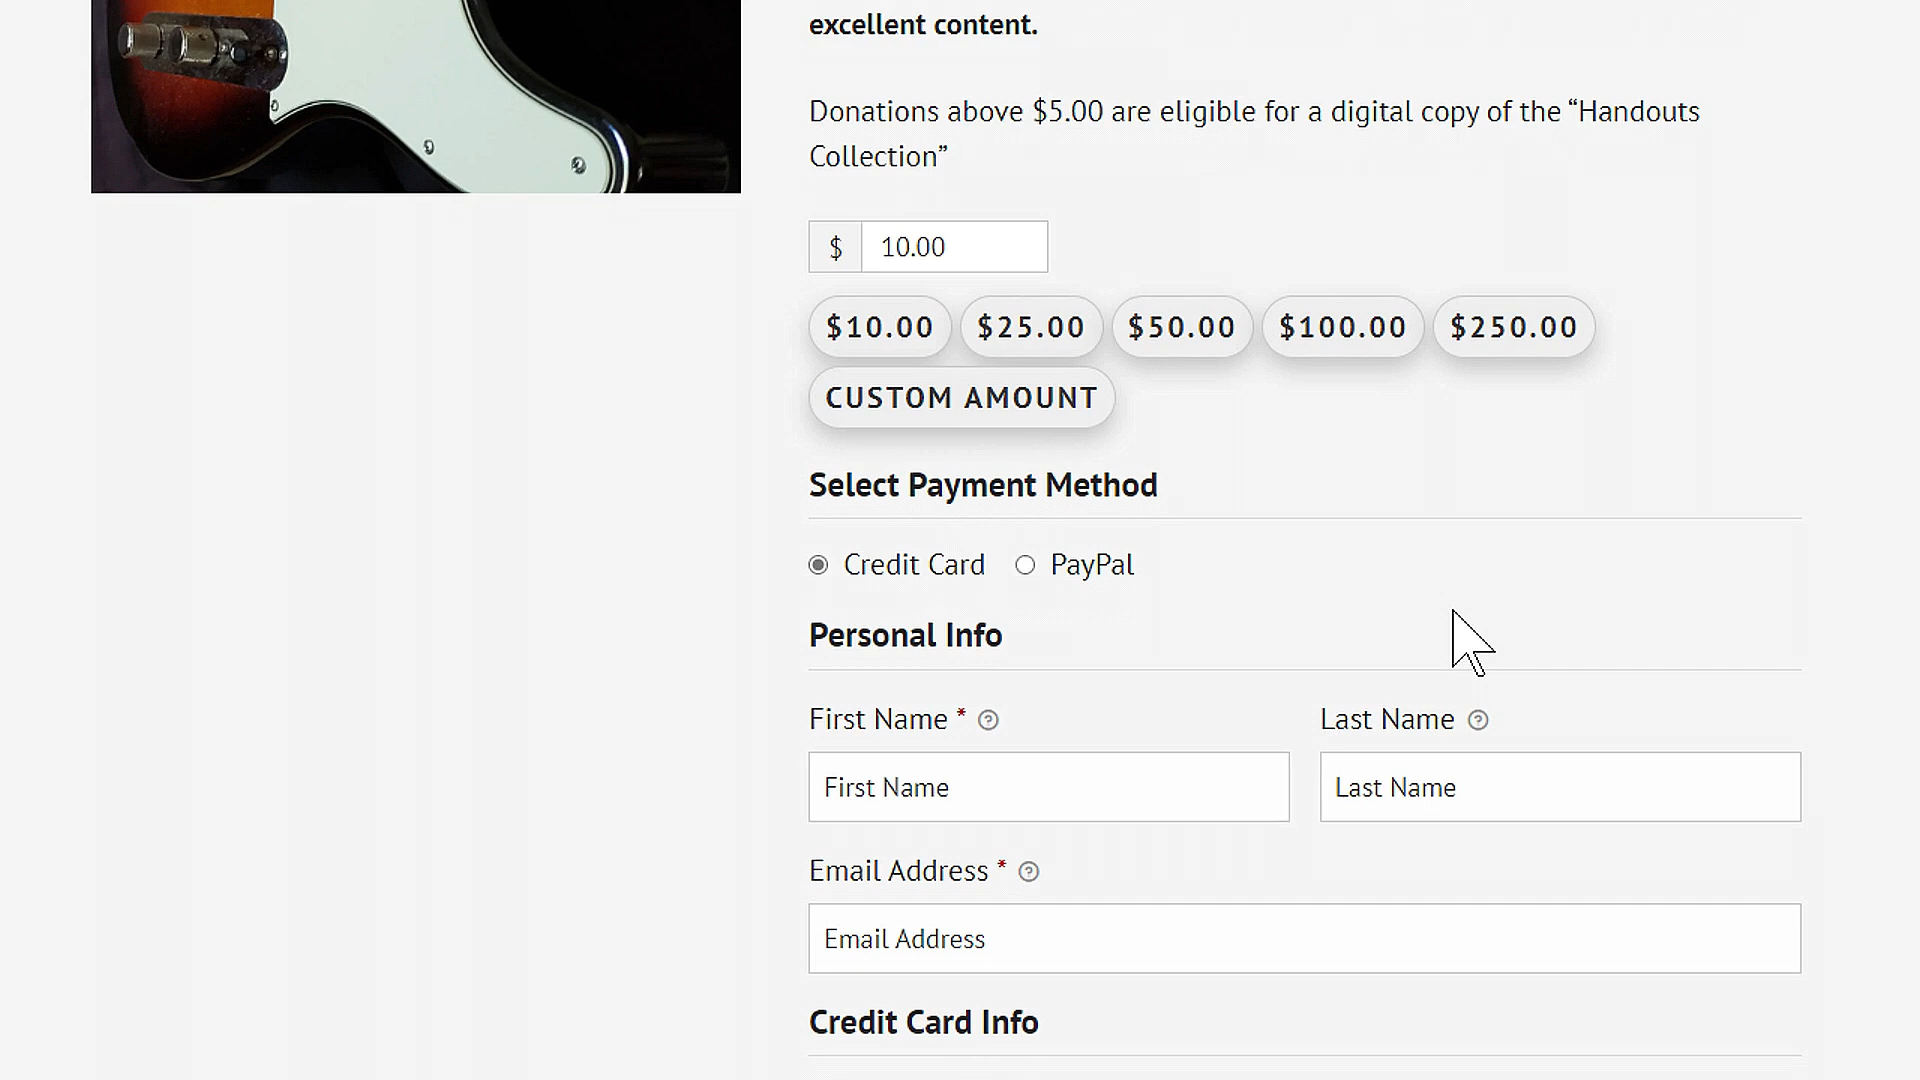 excellent content.
Donations above $5.00 are eligible for a digital copy of the “Handouts
Collection”
$ 10.00
$10.00 $25.00 $50.00 $100.00 $250.00
CUSTOM AMOUNT
Select Payment Method
Credit Card PayPal
Personal Info
First Name * ? Last Name ?
First Name Last Name
Email Address * ?
Email Address
Credit Card Info